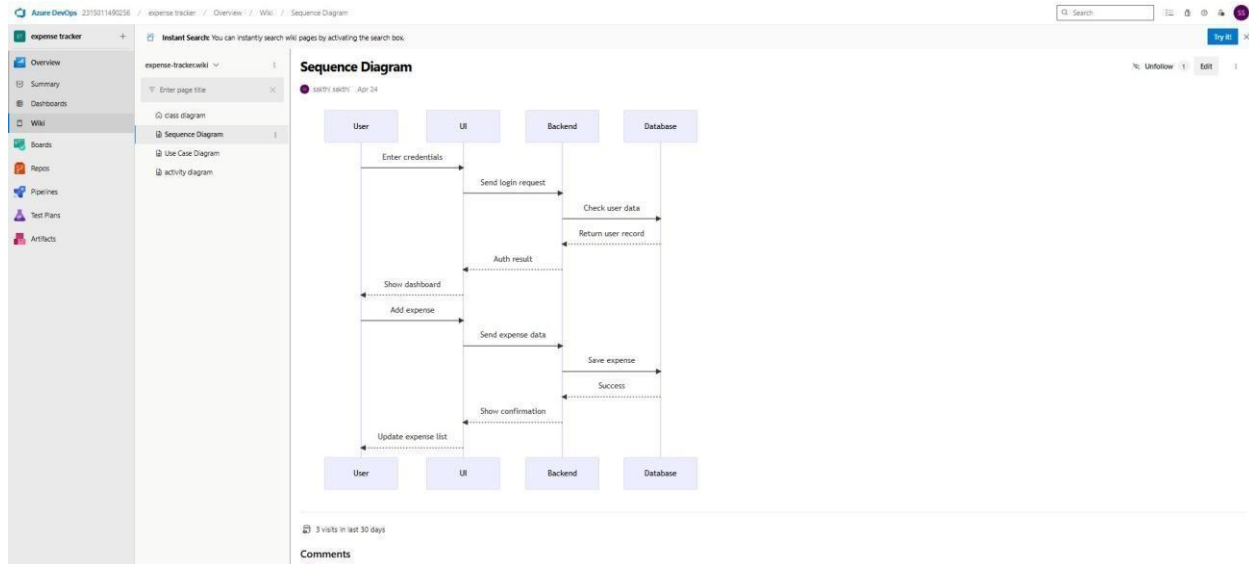 Azure DevOps 2315011490256 / expense tracker / Overview / Wiki / Sequence Diagram
Search
SS
ET expense tracker +
Instant Search: You can instantly search wiki pages by activating the search box.
Try it!
Overview
Summary
Dashboards
Wiki
Boards
Repos
Pipelines
Test Plans
Artifacts
expense-tracker.wiki
Enter page title
class diagram
Sequence Diagram
Use Case Diagram
activity diagram
Sequence Diagram
Unfollow 1 Edit
sakthi sakthi Apr 24
User UI Backend Database
Enter credentials
Send login request
Check user data
Return user record
Auth result
Show dashboard
Add expense
Send expense data
Save expense
Success
Show confirmation
Update expense list
User UI Backend Database
3 visits in last 30 days
Comments